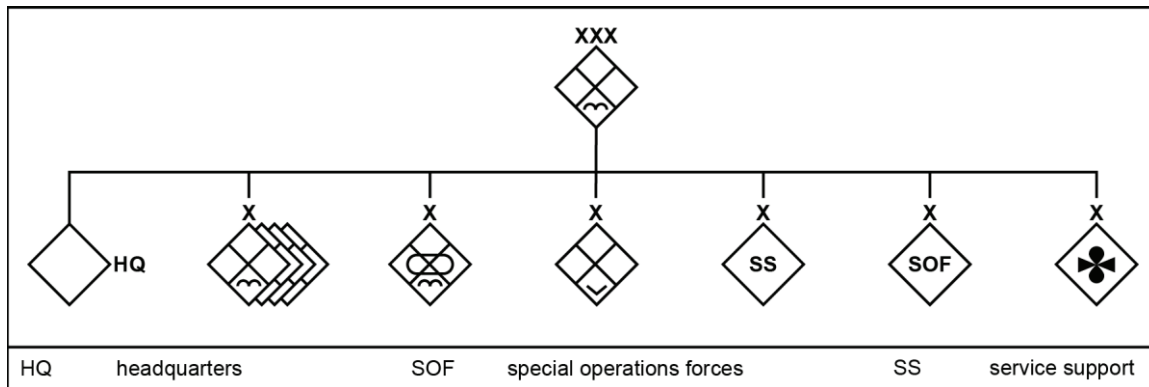 XXX
X X X X X X
HQ SS SOF
HQ headquarters SOF special operations forces SS service support